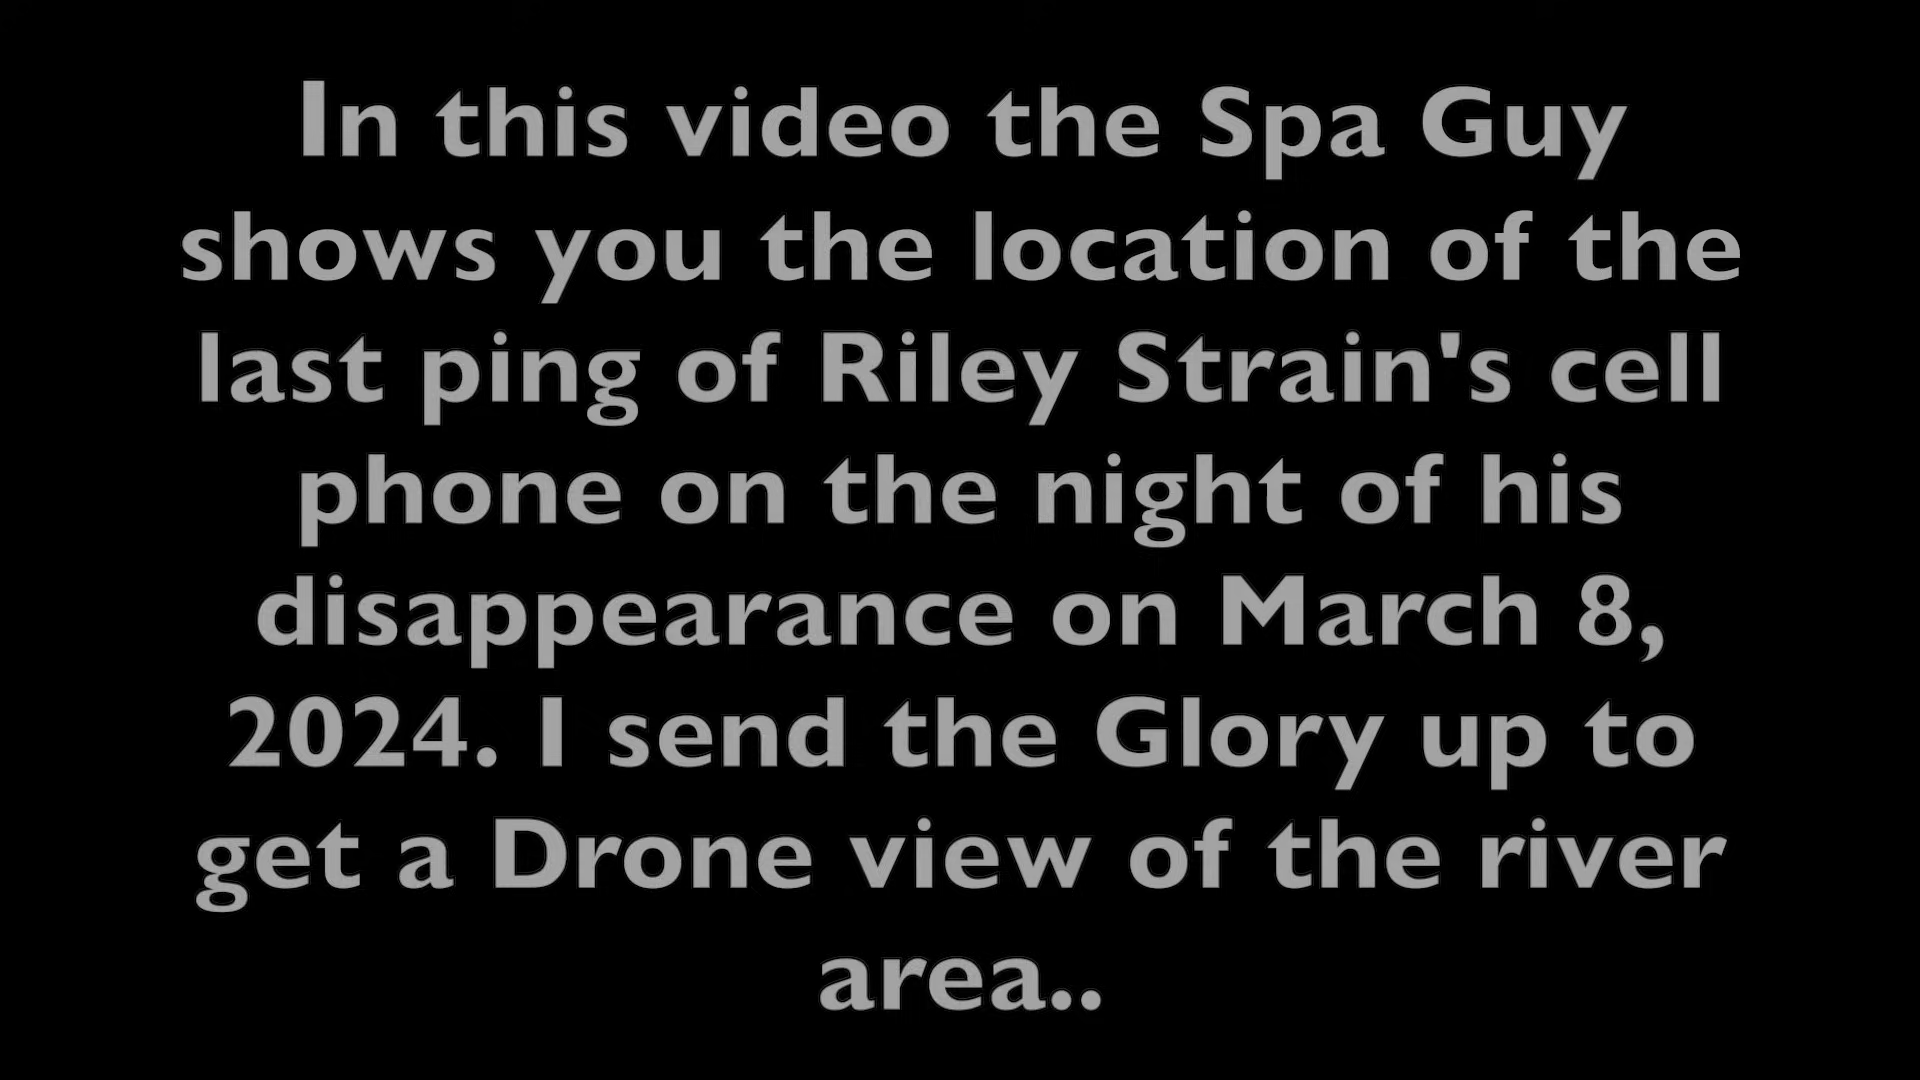 In this video the Spa Guy
shows you the location of the
last ping of Riley Strain's cell
phone on the night of his
disappearance on March 8,
2024. I send the Glory up to
get a Drone view of the river
area..